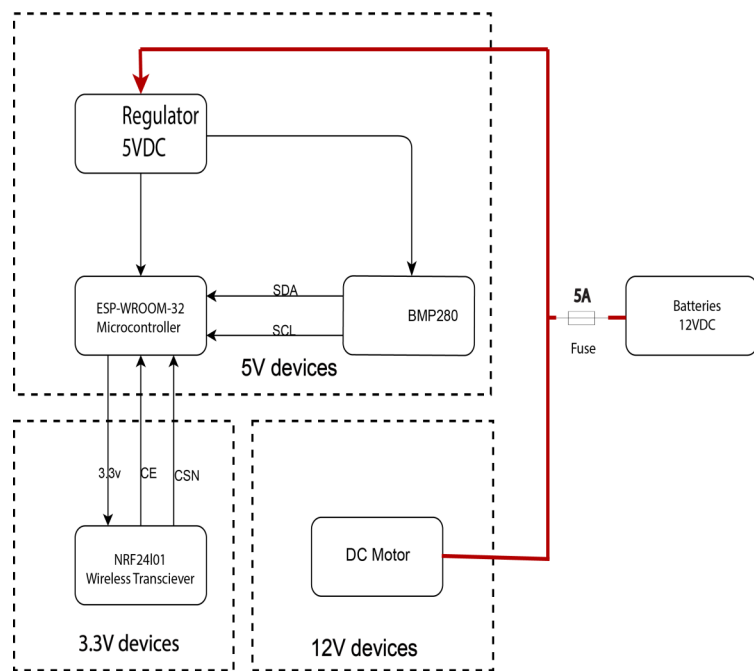 Regulator
5VDC
ESP-WROOM-32
Microcontroller
SDA
SCL
BMP280
5V devices
5A
Fuse
Batteries
12VDC
3.3v
CE
CSN
NRF24l01
Wireless Transciever
3.3V devices
DC Motor
12V devices